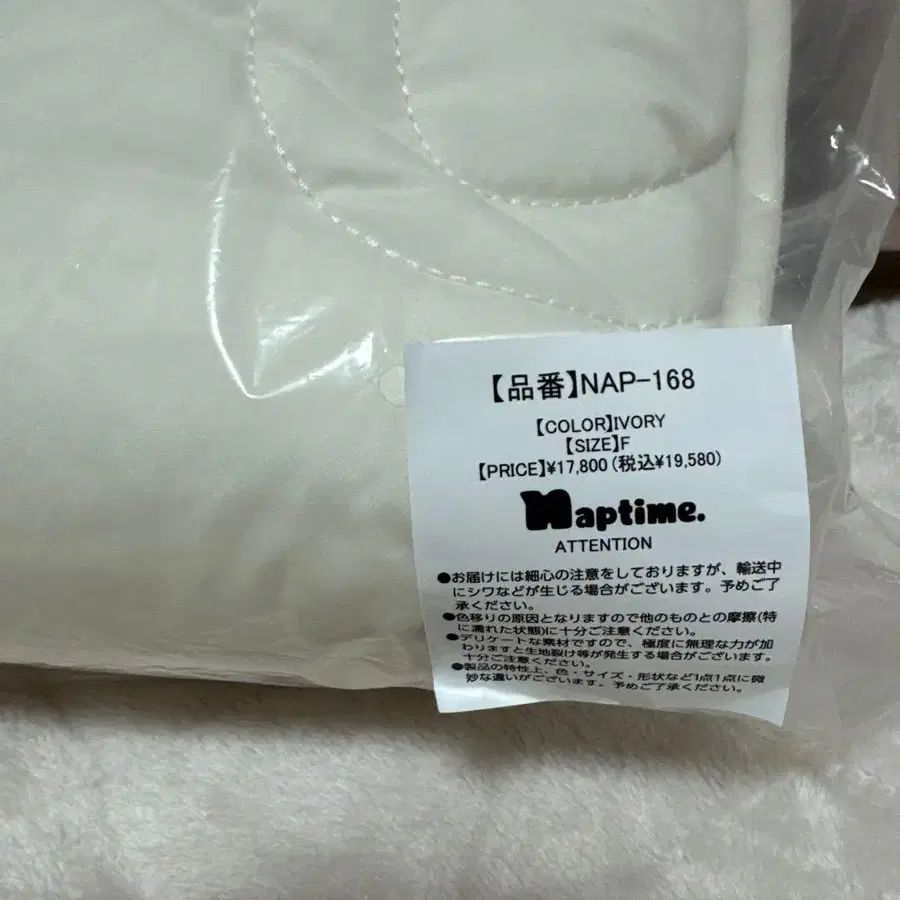 【品番】NAP-168
【COLOR】IVORY
【SIZE】F
【PRICE】¥17,800(税込¥19,580)
Naptime.
ATTENTION
●お届けには細心の注意をしておりますが、輸送中
にシワなどが生じる場合がございます。予めご了
承ください。
●色移りの原因となりますので他のものとの摩擦(特
に濡れた状態)に十分ご注意ください。
●デリケートな素材ですので、極度に無理な力が加
わりますと生地裂け等が発生する場合がございます。
十分ご注意ください。
●製品の特性上、色・サイズ・形状など1点1点に微
妙な違いがございます。予めご了承ください。